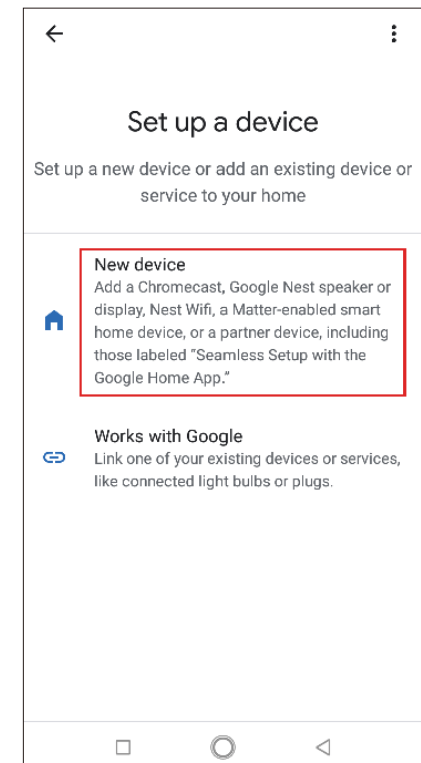 Set up a device
Set up a new device or add an existing device or
service to your home
New device
Add a Chromecast, Google Nest speaker or
display, Nest Wifi, a Matter-enabled smart
home device, or a partner device, including
those labeled “Seamless Setup with the
Google Home App.”
Works with Google
Link one of your existing devices or services,
like connected light bulbs or plugs.